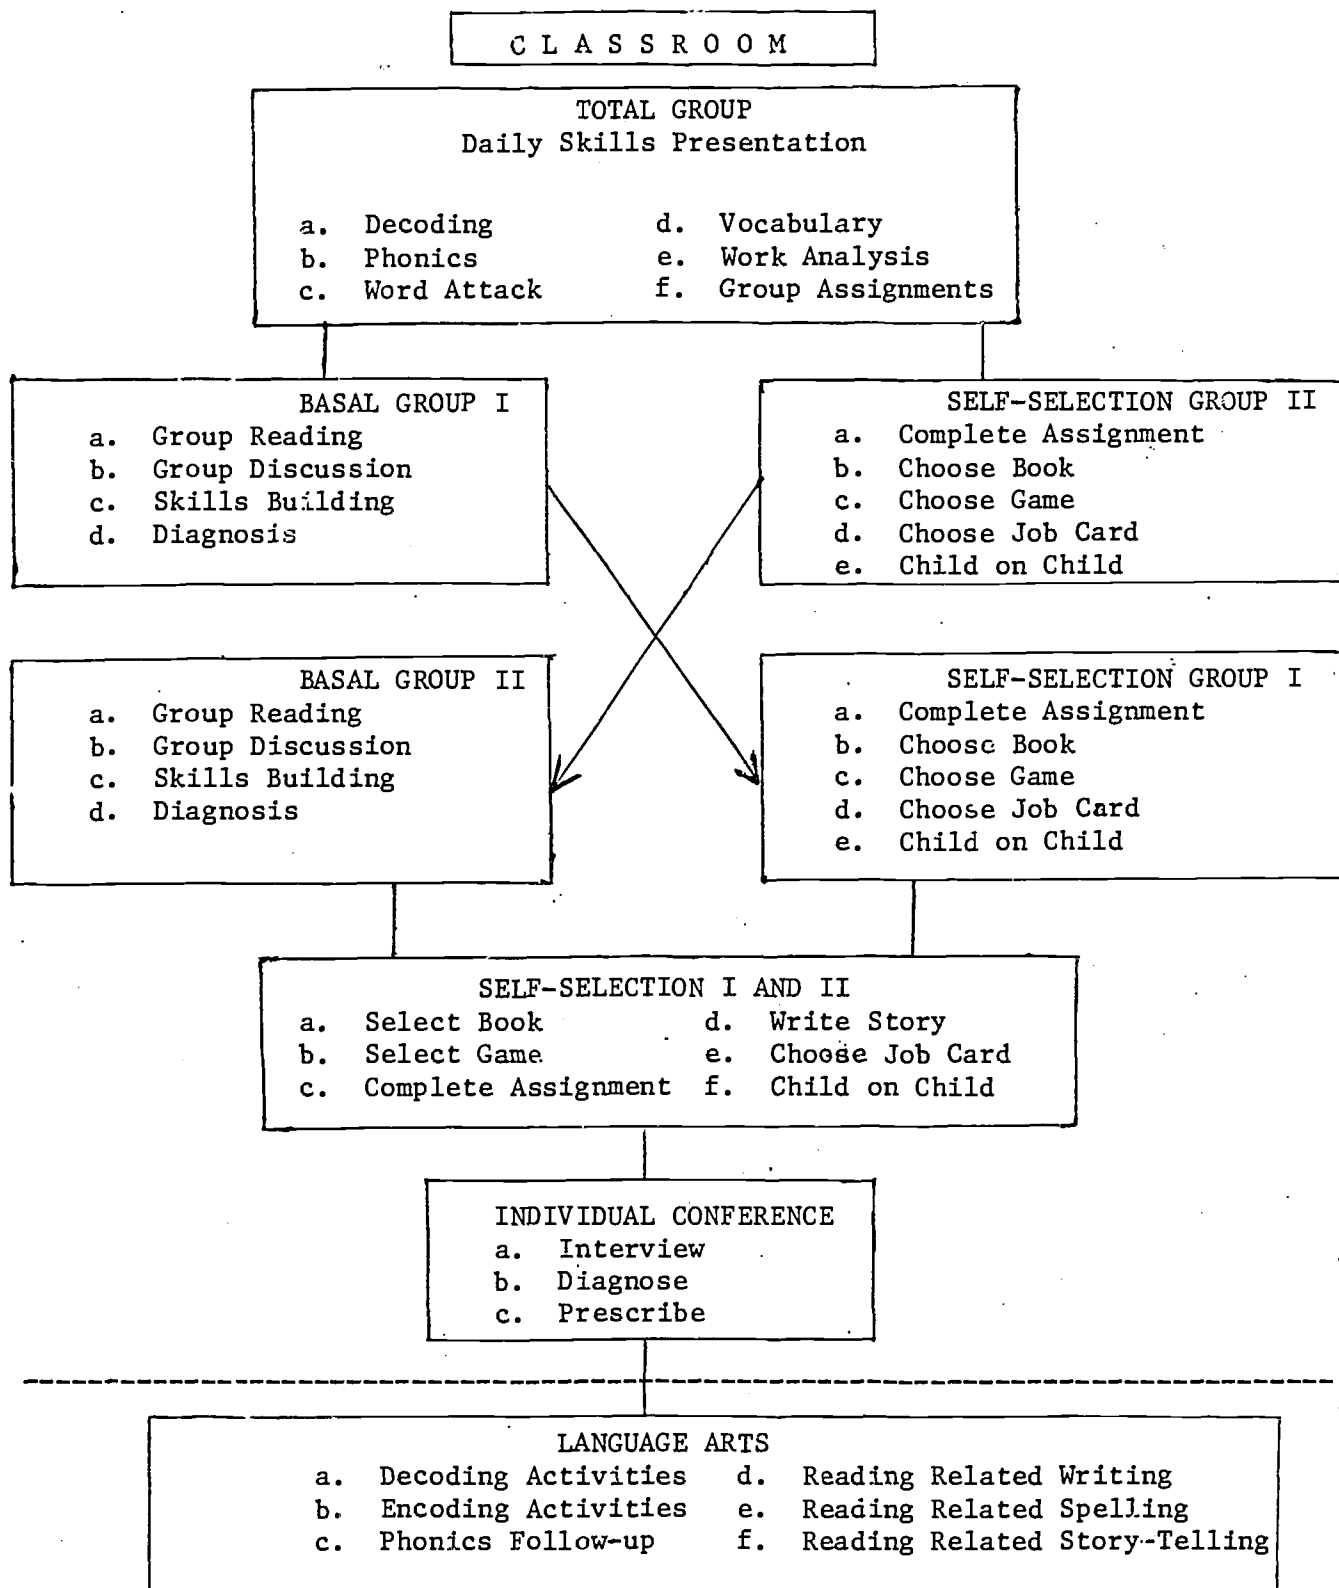 C L A S S R O O M
TOTAL GROUP
Daily Skills Presentation
a. Decoding d. Vocabulary
b. Phonics e. Work Analysis
c. Word Attack f. Group Assignments
BASAL GROUP I
a. Group Reading
b. Group Discussion
c. Skills Building
d. Diagnosis
SELF-SELECTION GROUP II
a. Complete Assignment
b. Choose Book
c. Choose Game
d. Choose Job Card
e. Child on Child
BASAL GROUP II
a. Group Reading
b. Group Discussion
c. Skills Building
d. Diagnosis
SELF-SELECTION GROUP I
a. Complete Assignment
b. Choose Book
c. Choose Game
d. Choose Job Card
e. Child on Child
SELF-SELECTION I AND II
a. Select Book d. Write Story
b. Select Game e. Choose Job Card
c. Complete Assignment f. Child on Child
INDIVIDUAL CONFERENCE
a. Interview
b. Diagnose
c. Prescribe
LANGUAGE ARTS
a. Decoding Activities d. Reading Related Writing
b. Encoding Activities e. Reading Related Spelling
c. Phonics Follow-up f. Reading Related Story-Telling